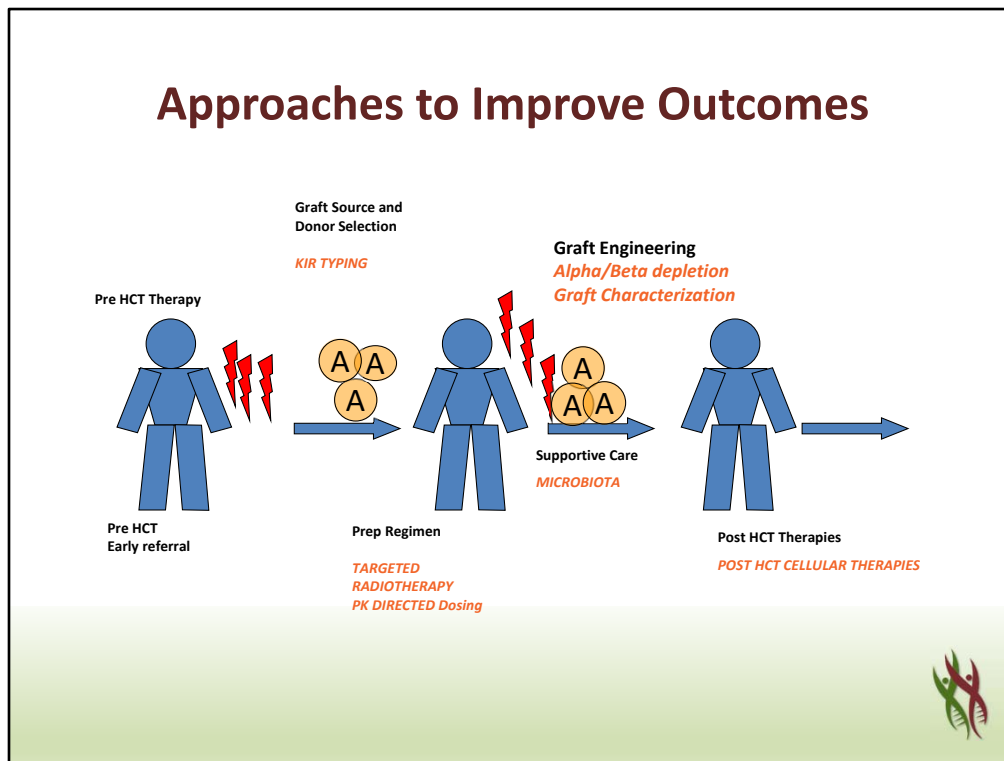 Approaches to Improve Outcomes
Graft Source and
Donor Selection
KIR TYPING
Graft Engineering
Alpha/Beta depletion
Graft Characterization
Pre HCT Therapy
A A
A
A
A A
Supportive Care
MICROBIOTA
Pre HCT
Early referral
Prep Regimen
TARGETED
RADIOTHERAPY
PK DIRECTED Dosing
Post HCT Therapies
POST HCT CELLULAR THERAPIES